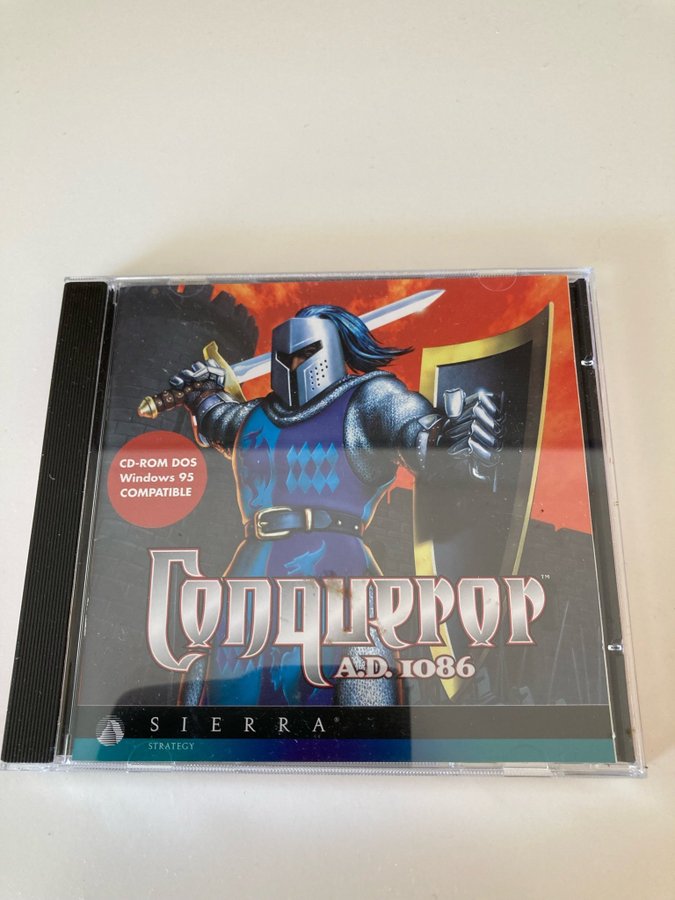 CD-ROM DOS
Windows 95
COMPATIBLE
Conqueror™
A.D. 1086
SIERRA®
STRATEGY